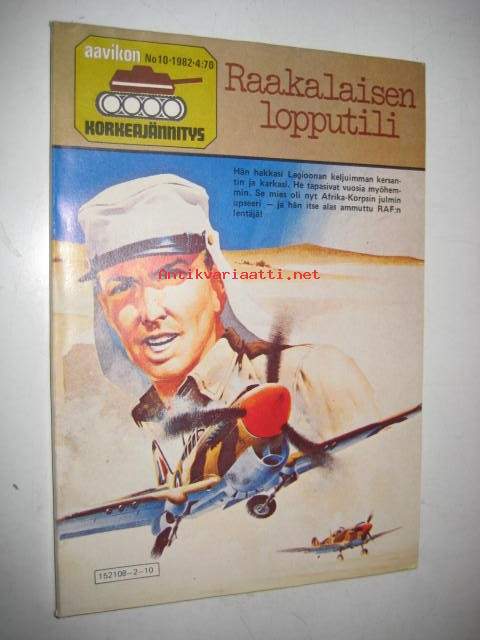 aavikon No 10-1982•4:70
KORKEAJÄNNITYS
Raakalaisen
lopputili
Hän hakkasi Legioonan keljuimman kersan-
tin ja karkasi. He tapasivat vuosia myöhem-
min. Se mies oli nyt Afrika-Korpsin julmin
upseeri — ja hän itse alas ammuttu RAF:n
lentäjä!
Antikvariaatti.net
152108–2–10